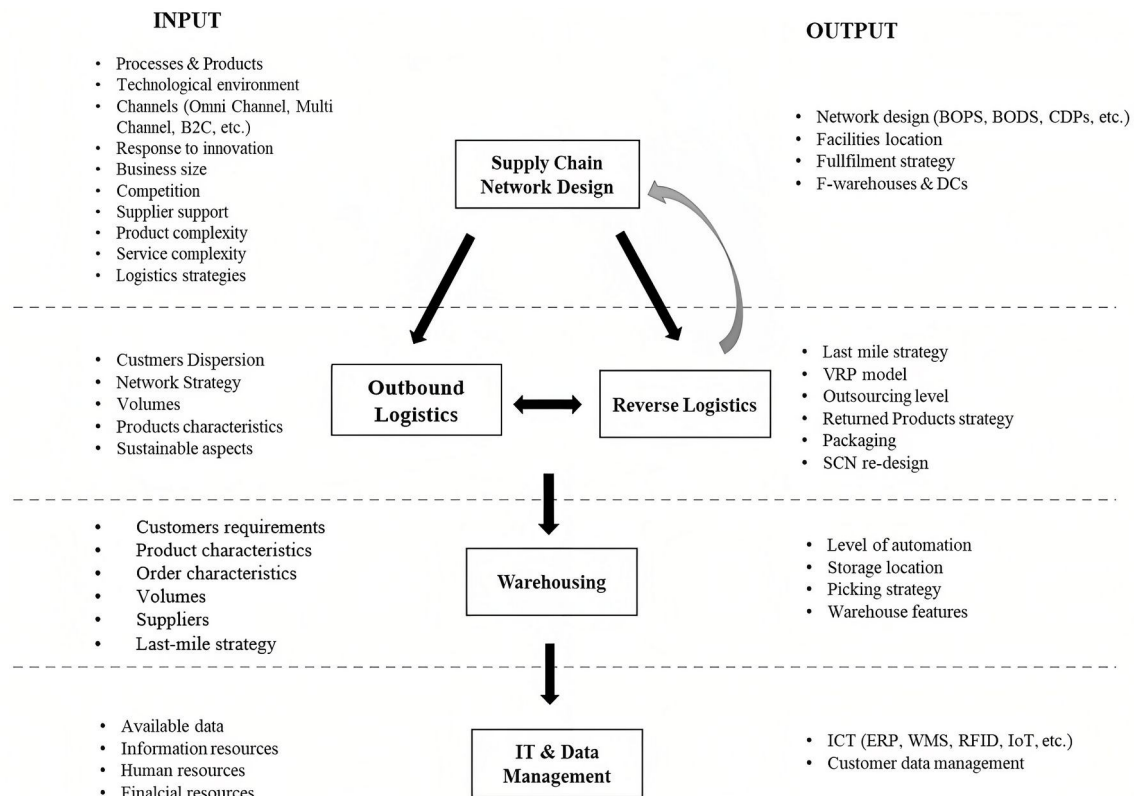 INPUT
OUTPUT
• Processes & Products
• Technological environment
• Channels (Omni Channel, Multi
Channel, B2C, etc.)
• Response to innovation
• Business size
• Competition
• Supplier support
• Product complexity
• Service complexity
• Logistics strategies
Supply Chain
Network Design
• Network design (BOPS, BODS, CDPs, etc.)
• Facilities location
• Fullfilment strategy
• F-warehouses & DCs
• Custmers Dispersion
• Network Strategy
• Volumes
• Products characteristics
• Sustainable aspects
Outbound
Logistics
Reverse Logistics
• Last mile strategy
• VRP model
• Outsourcing level
• Returned Products strategy
• Packaging
• SCN re-design
• Customers requirements
• Product characteristics
• Order characteristics
• Volumes
• Suppliers
• Last-mile strategy
Warehousing
• Level of automation
• Storage location
• Picking strategy
• Warehouse features
• Available data
• Information resources
• Human resources
• Finalcial resources
IT & Data
Management
• ICT (ERP, WMS, RFID, IoT, etc.)
• Customer data management